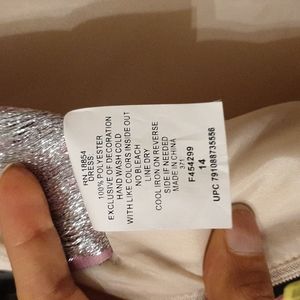 RN 18854
DRESS:
100% POLYESTER
EXCLUSIVE OF DECORATION
HAND WASH COLD
WITH LIKE COLORS INSIDE OUT
NO BLEACH
LINE DRY
COOL IRON ON REVERSE
SIDE IF NEEDED
MADE IN CHINA
F454299
14
UPC 791088735556